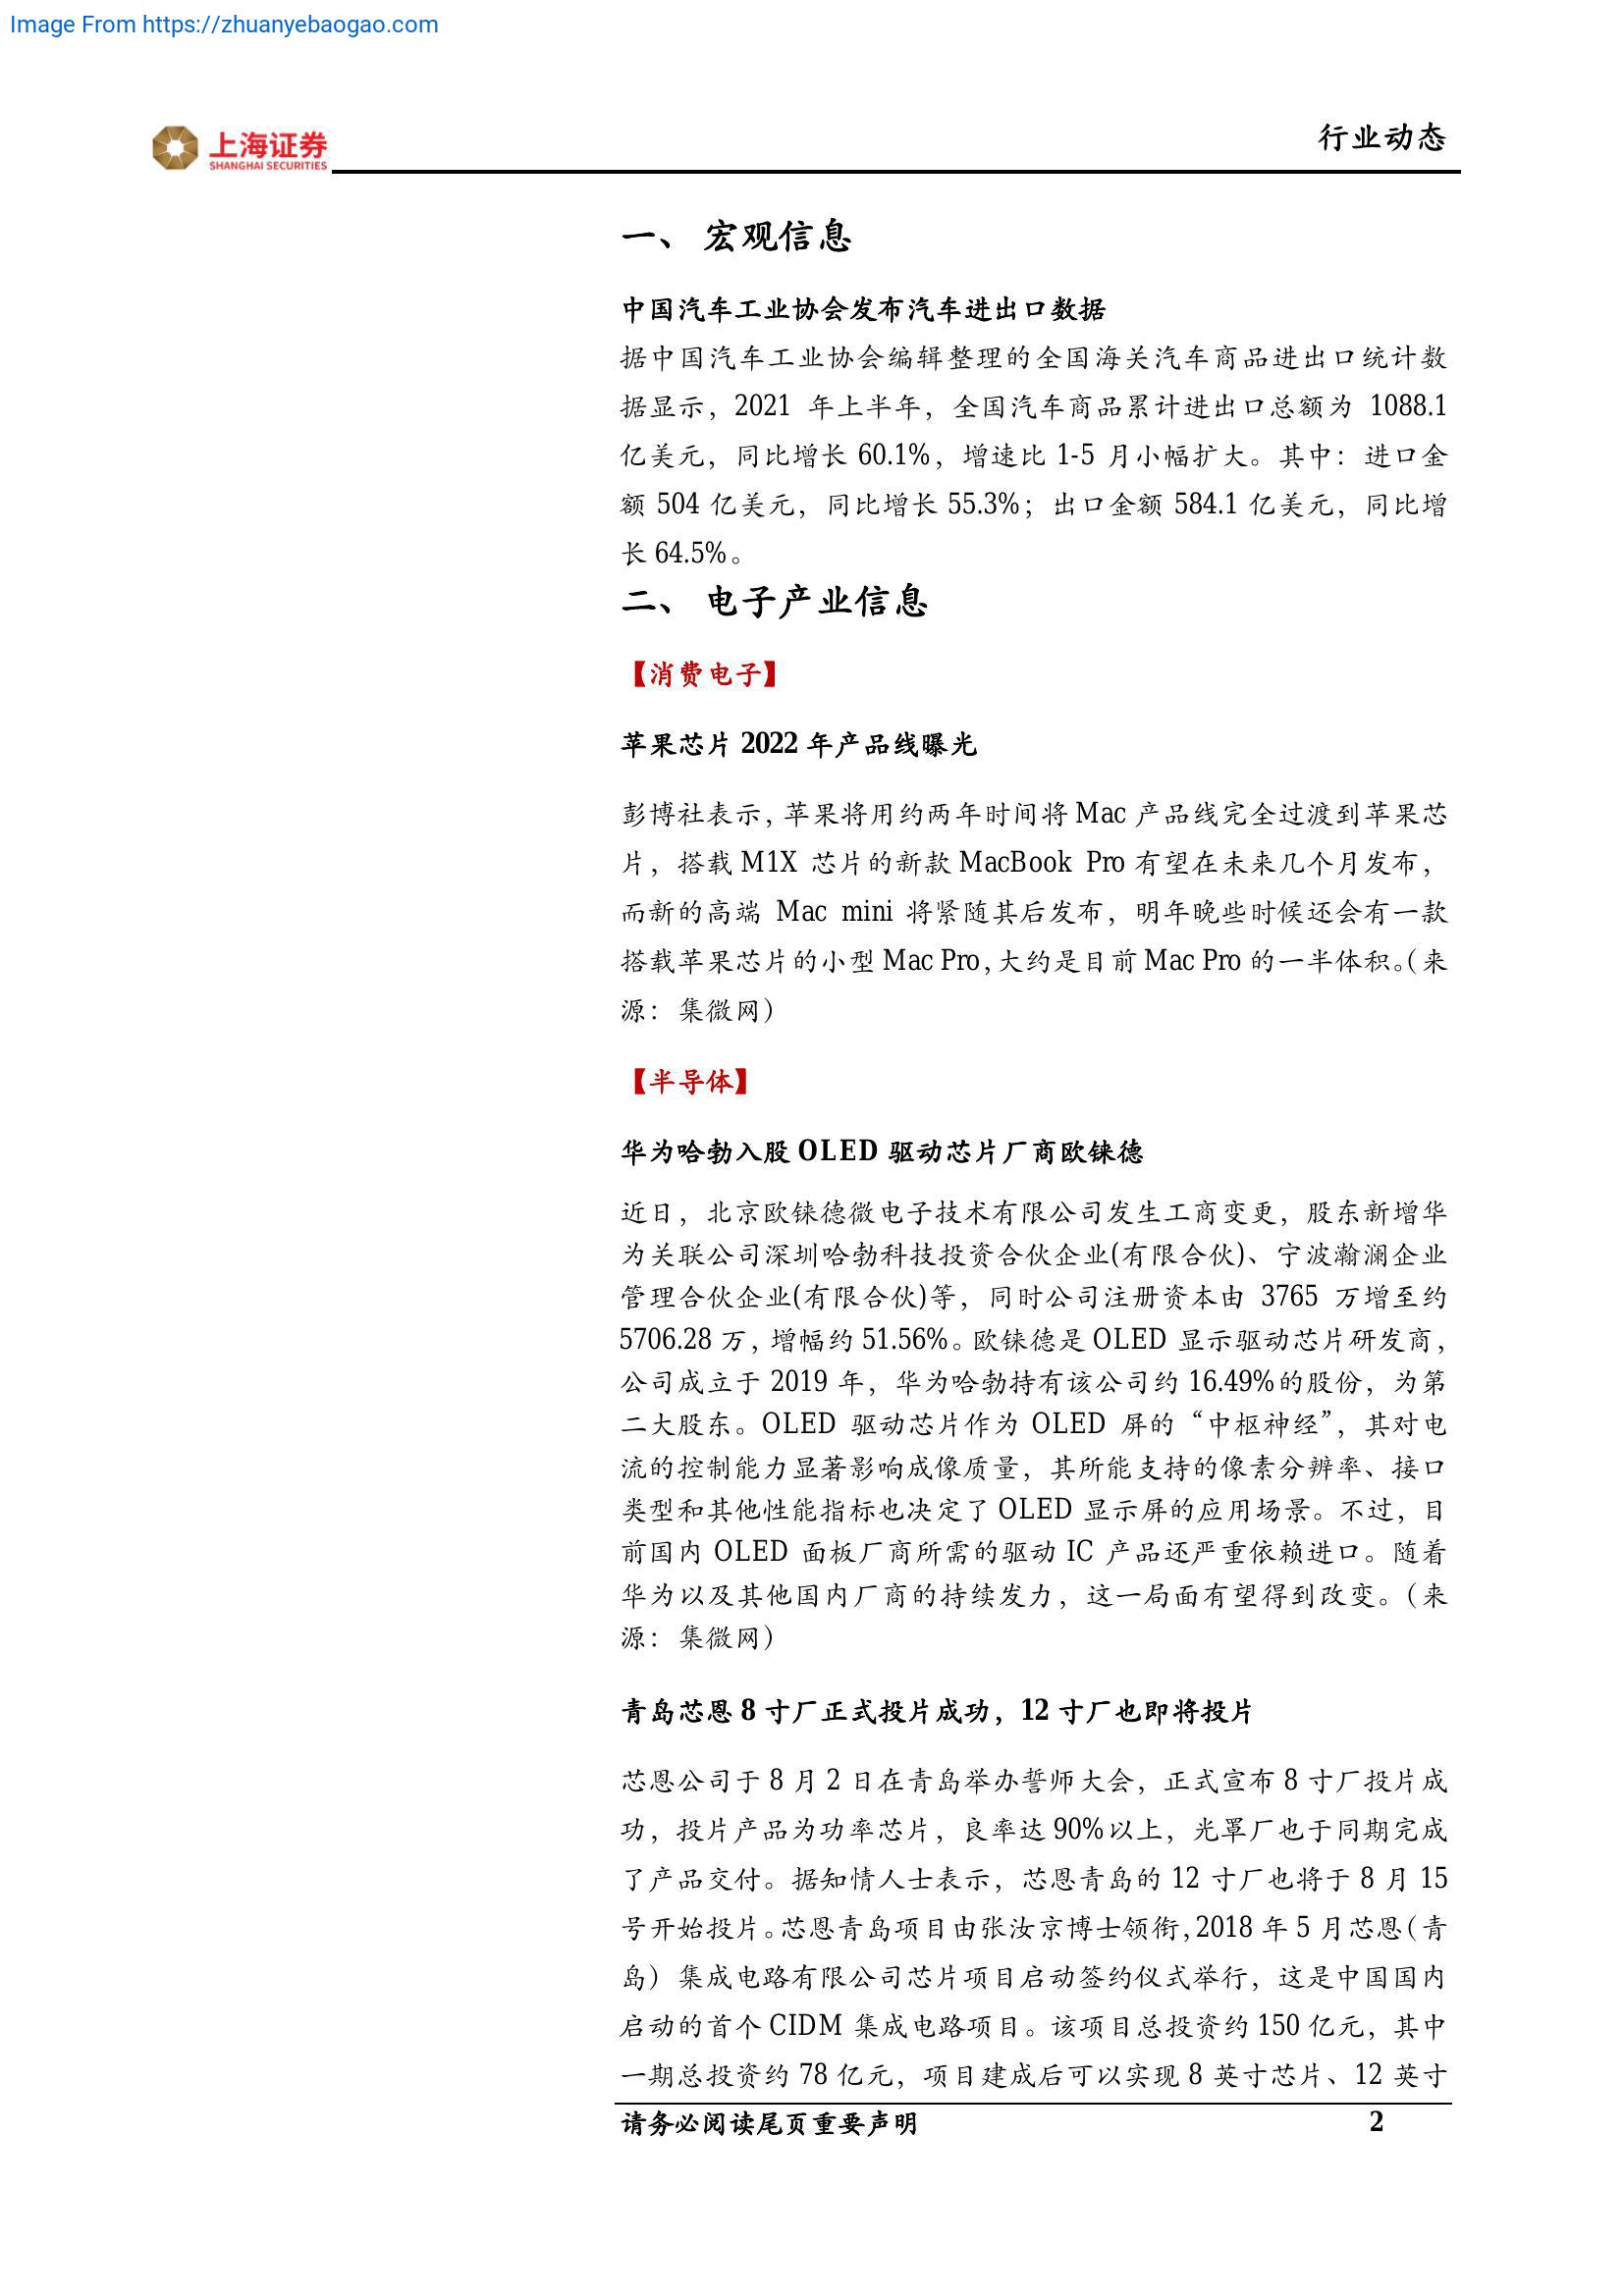 Image From https://zhuanyebaogao.com
上海证券
SHANGHAI SECURITIES
行业动态
一、 宏观信息
中国汽车工业协会发布汽车进出口数据
据中国汽车工业协会编辑整理的全国海关汽车商品进出口统计数
据显示，2021 年上半年，全国汽车商品累计进出口总额为 1088.1
亿美元，同比增长 60.1%，增速比 1-5 月小幅扩大。其中：进口金
额 504 亿美元，同比增长 55.3%；出口金额 584.1 亿美元，同比增
长 64.5%。
二、 电子产业信息
【消费电子】
苹果芯片 2022 年产品线曝光
彭博社表示，苹果将用约两年时间将 Mac 产品线完全过渡到苹果芯
片，搭载 M1X 芯片的新款 MacBook Pro 有望在未来几个月发布，
而新的高端 Mac mini 将紧随其后发布，明年晚些时候还会有一款
搭载苹果芯片的小型 Mac Pro，大约是目前 Mac Pro 的一半体积。（来
源：集微网）
【半导体】
华为哈勃入股 OLED 驱动芯片厂商欧铼德
近日，北京欧铼德微电子技术有限公司发生工商变更，股东新增华
为关联公司深圳哈勃科技投资合伙企业(有限合伙)、宁波瀚澜企业
管理合伙企业(有限合伙)等，同时公司注册资本由 3765 万增至约
5706.28 万，增幅约 51.56%。欧铼德是 OLED 显示驱动芯片研发商，
公司成立于 2019 年，华为哈勃持有该公司约 16.49%的股份，为第
二大股东。OLED 驱动芯片作为 OLED 屏的“中枢神经”，其对电
流的控制能力显著影响成像质量，其所能支持的像素分辨率、接口
类型和其他性能指标也决定了 OLED 显示屏的应用场景。不过，目
前国内 OLED 面板厂商所需的驱动 IC 产品还严重依赖进口。随着
华为以及其他国内厂商的持续发力，这一局面有望得到改变。（来
源：集微网）
青岛芯恩 8 寸厂正式投片成功，12 寸厂也即将投片
芯恩公司于 8 月 2 日在青岛举办誓师大会，正式宣布 8 寸厂投片成
功，投片产品为功率芯片，良率达 90%以上，光罩厂也于同期完成
了产品交付。据知情人士表示，芯恩青岛的 12 寸厂也将于 8 月 15
号开始投片。芯恩青岛项目由张汝京博士领衔，2018 年 5 月芯恩（青
岛）集成电路有限公司芯片项目启动签约仪式举行，这是中国国内
启动的首个 CIDM 集成电路项目。该项目总投资约 150 亿元，其中
一期总投资约 78 亿元，项目建成后可以实现 8 英寸芯片、12 英寸
请务必阅读尾页重要声明 2